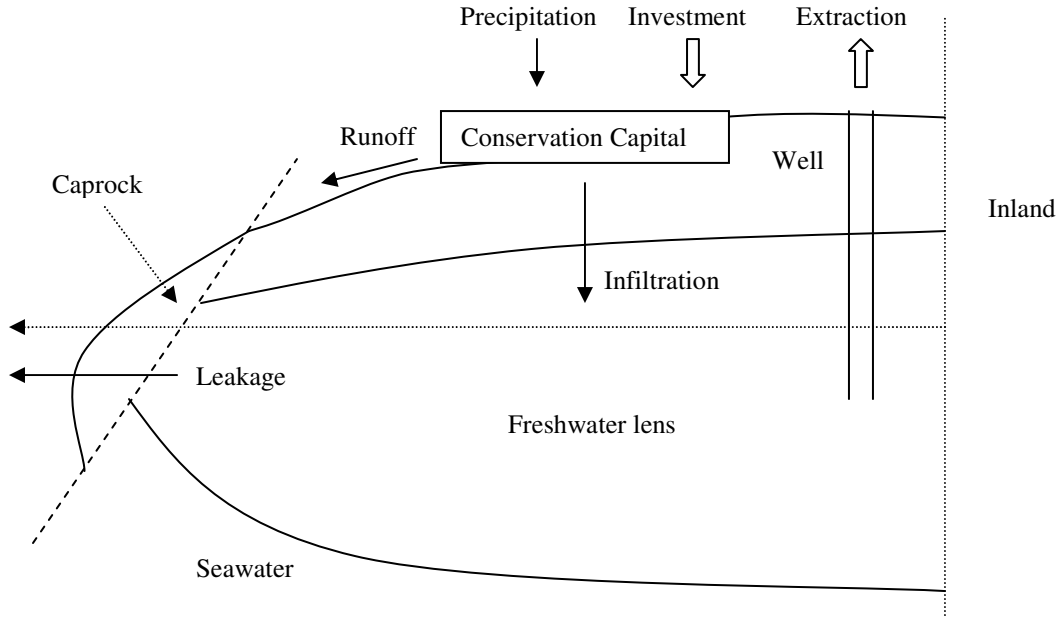 Precipitation Investment Extraction
Runoff
Conservation Capital
Well
Caprock
Inland
Infiltration
Leakage
Freshwater lens
Seawater